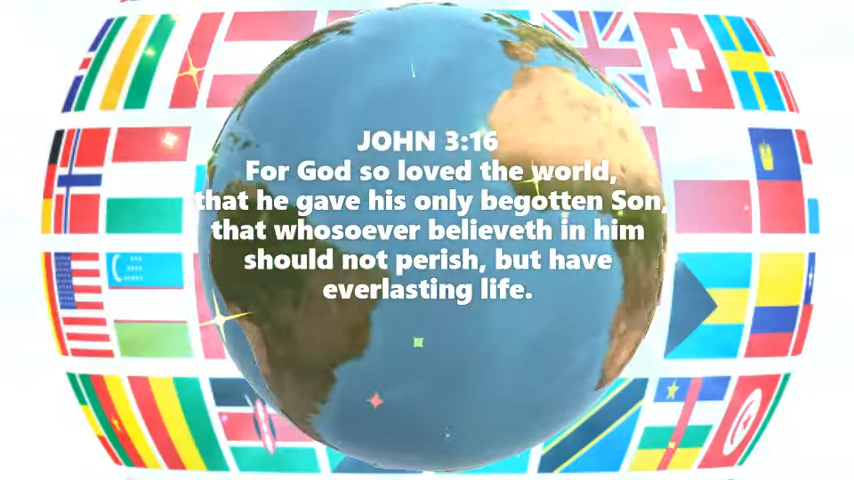 JOHN 3:16
For God so loved the world,
that he gave his only begotten Son,
that whosoever believeth in him
should not perish, but have
everlasting life.